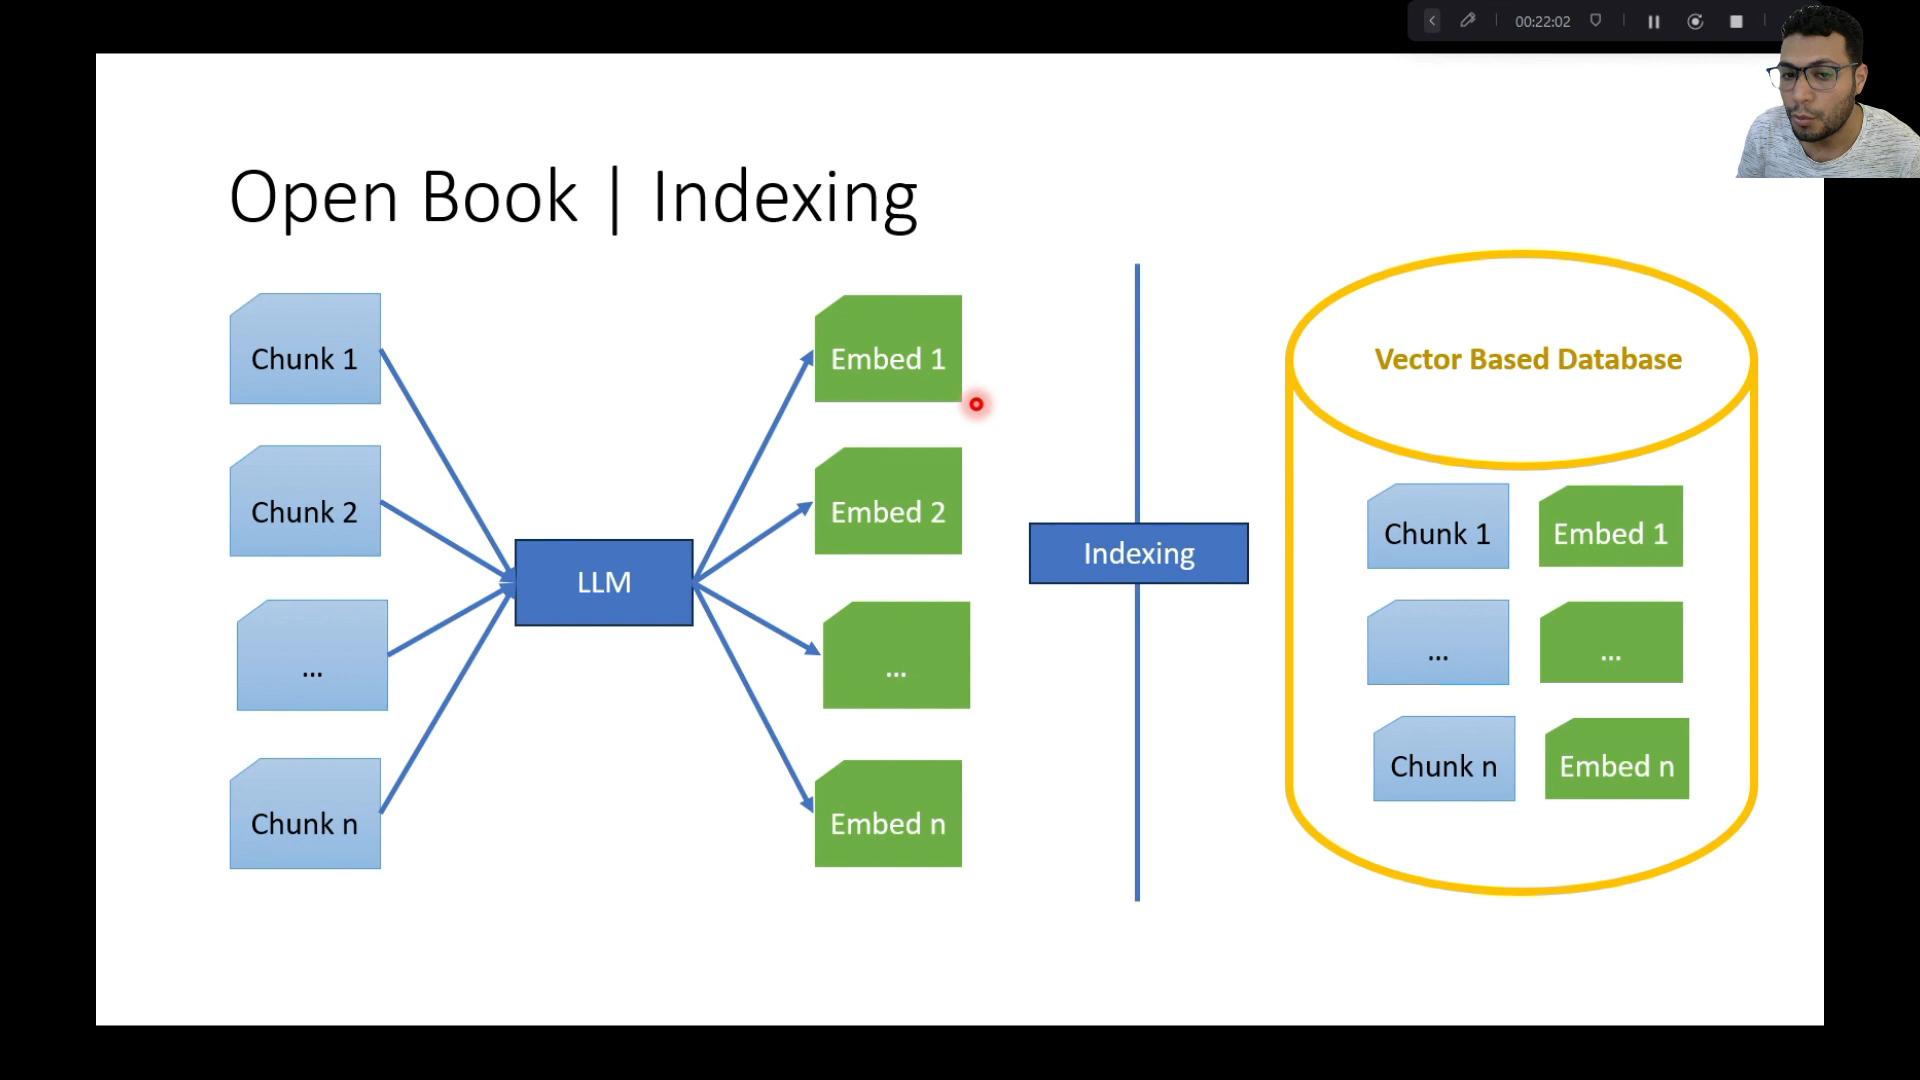 00:22:02
Open Book | Indexing
Chunk 1
Chunk 2
...
Chunk n
LLM
Embed 1
Embed 2
...
Embed n
Indexing
Vector Based Database
Chunk 1 Embed 1
... ...
Chunk n Embed n